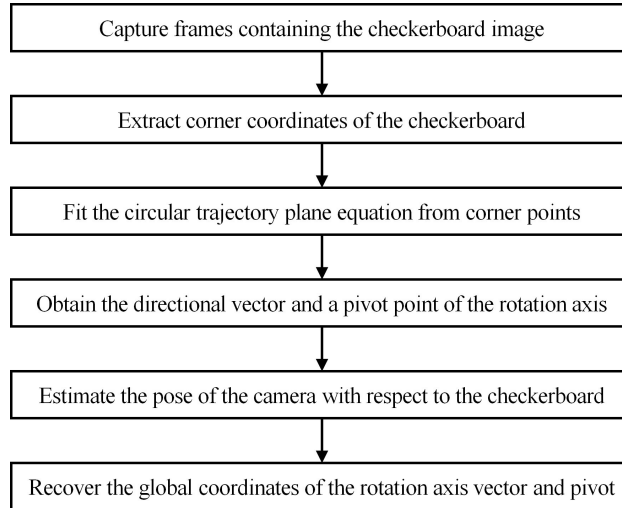 Capture frames containing the checkerboard image
Extract corner coordinates of the checkerboard
Fit the circular trajectory plane equation from corner points
Obtain the directional vector and a pivot point of the rotation axis
Estimate the pose of the camera with respect to the checkerboard
Recover the global coordinates of the rotation axis vector and pivot